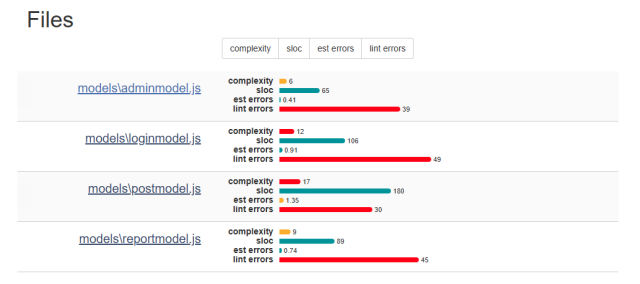 Files
complexity sloc est errors lint errors
models\adminmodel.js
complexity 6
sloc 65
est errors 0.41
lint errors 39
models\loginmodel.js
complexity 12
sloc 106
est errors 0.91
lint errors 49
models\postmodel.js
complexity 17
sloc 180
est errors 1.35
lint errors 30
models\reportmodel.js
complexity 9
sloc 89
est errors 0.74
lint errors 45